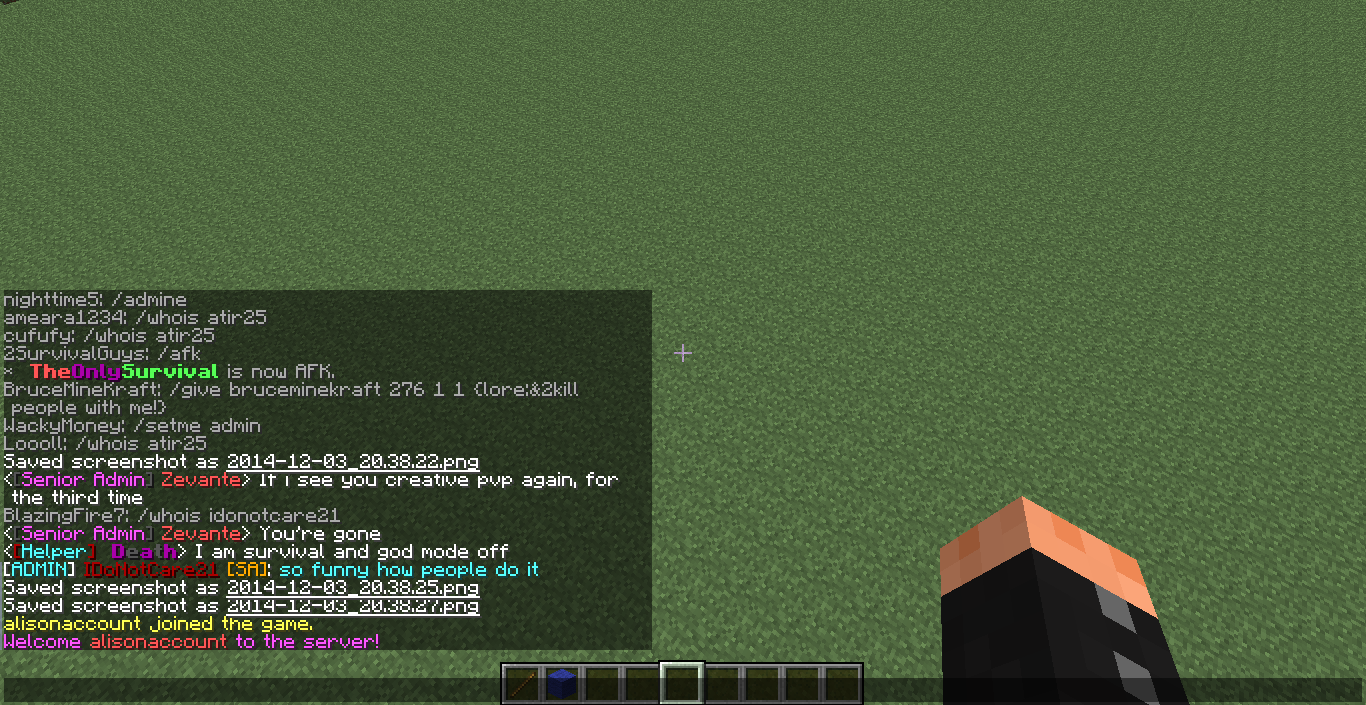 nighttime5: /admine
ameara1234: /whois atir25
cufufy: /whois atir25
2SurvivalGuys: /afk
* TheOnlySurvival is now AFK.
BruceMineKraft: /give bruceminekraft 276 1 1 {lore:&2kill
people with me!}
WackyMoney: /setme admin
Loooll: /whois atir25
Saved screenshot as 2014-12-03_20.38.22.png
<[Senior Admin] Zevante> If i see you creative pvp again, for
the third time
BlazingFire7: /whois idonotcare21
<[Senior Admin] Zevante> You're gone
<[Helper] Death> I am survival and god mode off
[ADMIN] IDoNotCare21 [SA]: so funny how people do it
Saved screenshot as 2014-12-03_20.38.25.png
Saved screenshot as 2014-12-03_20.38.27.png
alisonaccount joined the game.
Welcome alisonaccount to the server!